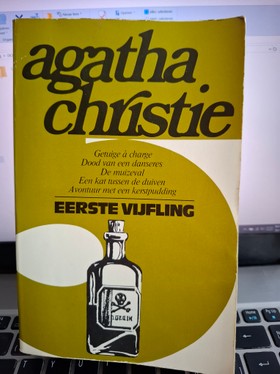 agatha
christie
Getuige à charge
Dood van een danseres
De muizeval
Een kat tussen de duiven
Avontuur met een kerstpudding
EERSTE VIJFLING